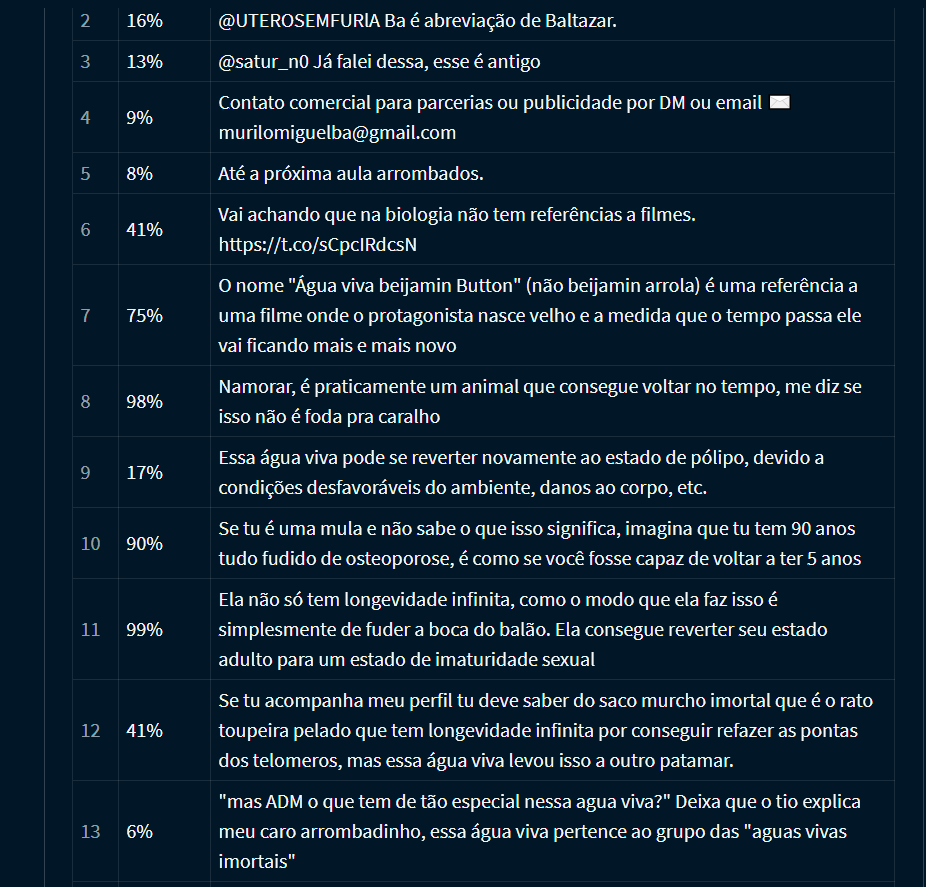 2 16% @UTEROSEMFURlA Ba é abreviação de Baltazar.
3 13% @satur_n0 Já falei dessa, esse é antigo
4 9% Contato comercial para parcerias ou publicidade por DM ou email ✉️
murilomiguelba@gmail.com
5 8% Até a próxima aula arrombados.
6 41% Vai achando que na biologia não tem referências a filmes.
https://t.co/sCpcIRdcsN
7 75% O nome "Água viva beijamin Button" (não beijamin arrola) é uma referência a
uma filme onde o protagonista nasce velho e a medida que o tempo passa ele
vai ficando mais e mais novo
8 98% Namorar, é praticamente um animal que consegue voltar no tempo, me diz se
isso não é foda pra caralho
9 17% Essa água viva pode se reverter novamente ao estado de pólipo, devido a
condições desfavoráveis do ambiente, danos ao corpo, etc.
10 90% Se tu é uma mula e não sabe o que isso significa, imagina que tu tem 90 anos
tudo fudido de osteoporose, é como se você fosse capaz de voltar a ter 5 anos
11 99% Ela não só tem longevidade infinita, como o modo que ela faz isso é
simplesmente de fuder a boca do balão. Ela consegue reverter seu estado
adulto para um estado de imaturidade sexual
12 41% Se tu acompanha meu perfil tu deve saber do saco murcho imortal que é o rato
toupeira pelado que tem longevidade infinita por conseguir refazer as pontas
dos telomeros, mas essa água viva levou isso a outro patamar.
13 6% "mas ADM o que tem de tão especial nessa agua viva?" Deixa que o tio explica
meu caro arrombadinho, essa água viva pertence ao grupo das "aguas vivas
imortais"